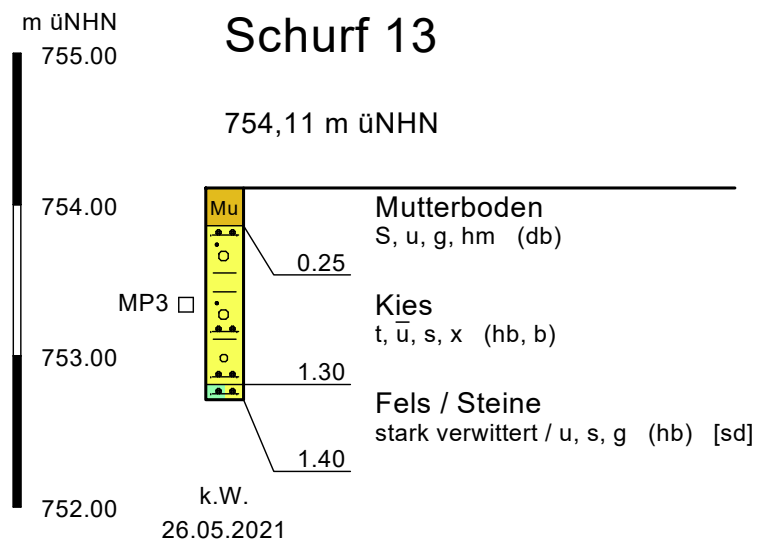 m üNHN
Schurf 13
755.00
754,11 m üNHN
754.00
Mu
Mutterboden
S, u, g, hm (db)
0.25
MP3
Kies
t, u̅, s, x (hb, b)
753.00
1.30
Fels / Steine
stark verwittert / u, s, g (hb) [sd]
1.40
k.W.
752.00
26.05.2021